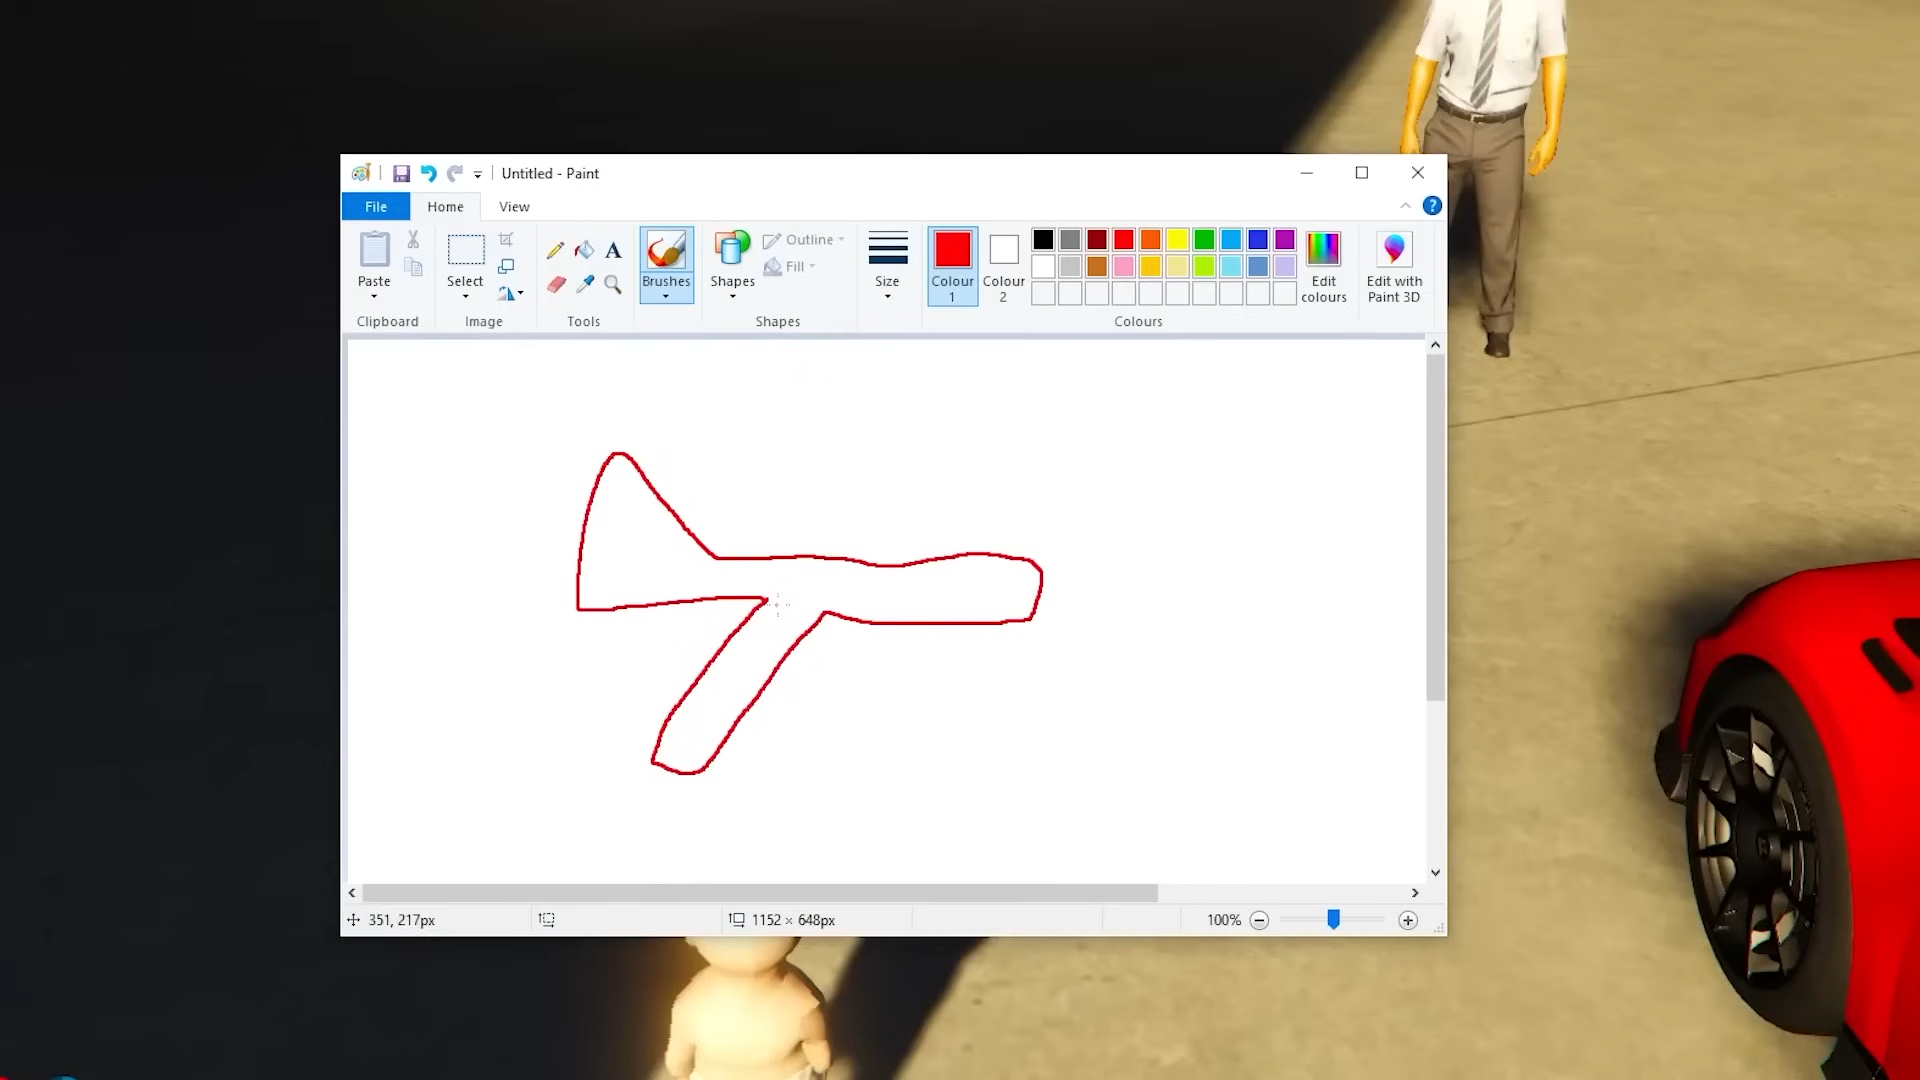 Untitled - Paint
File Home View
Paste
Select
A
Brushes
Shapes
Outline
Fill
Size
Colour 1
Colour 2
Edit colours
Edit with Paint 3D
?
Clipboard Image Tools Shapes Colours
351, 217px 1152 × 648px 100%